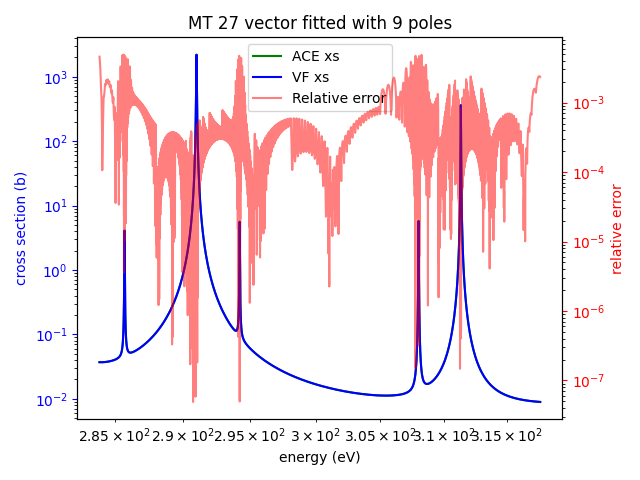 MT 27 vector fitted with 9 poles
ACE xs
VF xs
Relative error
cross section (b)
10³
10²
10¹
10⁰
10⁻¹
10⁻²
10⁻³
10⁻⁴
10⁻⁵
10⁻⁶
10⁻⁷
relative error
2.85 × 10² 2.9 × 10² 2.95 × 10² 3 × 10² 3.05 × 10² 3.1 × 10² 3.15 × 10²
energy (eV)